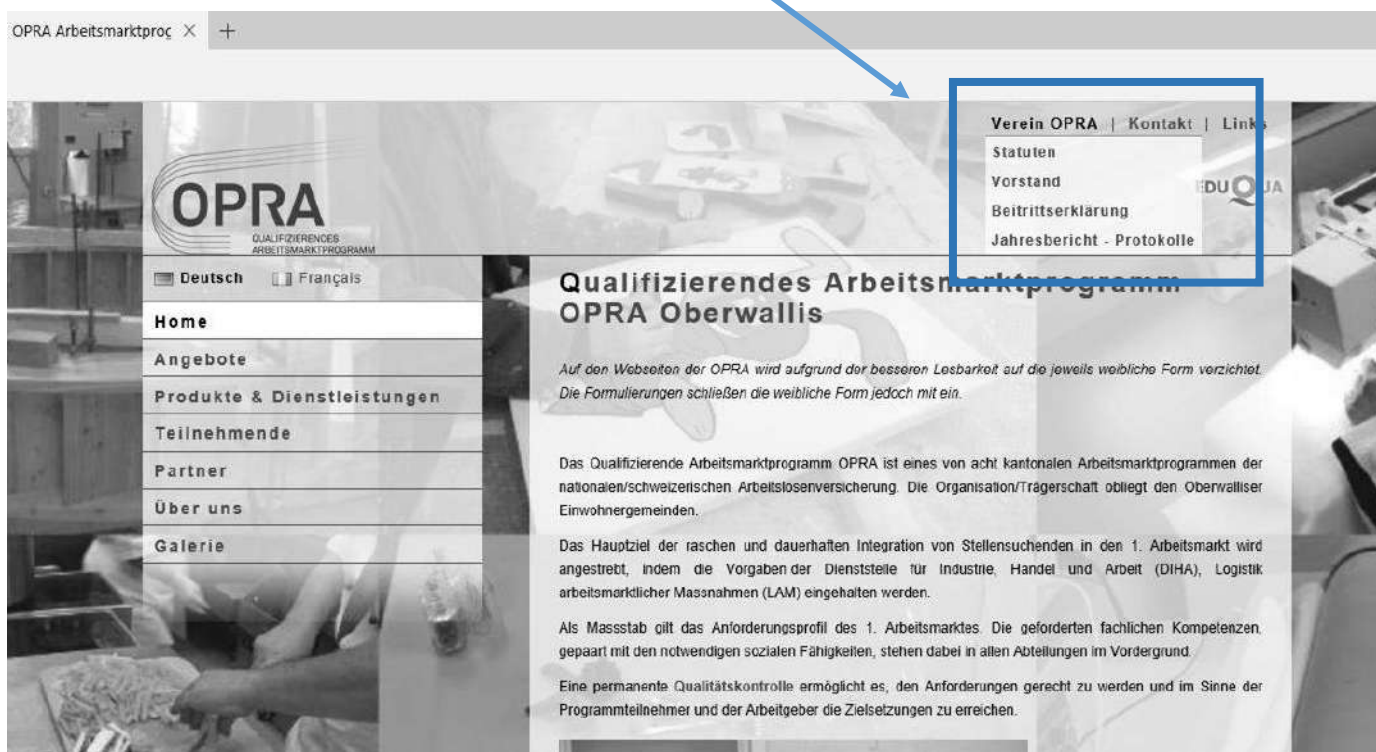 OPRA Arbeitsmarktproç
Verein OPRA | Kontakt | Links
Statuten
Vorstand
Beitrittserklärung
Jahresbericht - Protokolle
EDUQUA
OPRA
QUALIFIZIERENDES
ARBEITSMARKTPROGRAMM
Deutsch Français
Home
Angebote
Produkte & Dienstleistungen
Teilnehmende
Partner
Über uns
Galerie
Qualifizierendes Arbeitsmarktprogramm
OPRA Oberwallis
Auf den Webseiten der OPRA wird aufgrund der besseren Lesbarkeit auf die jeweils weibliche Form verzichtet.
Die Formulierungen schließen die weibliche Form jedoch mit ein.
Das Qualifizierende Arbeitsmarktprogramm OPRA ist eines von acht kantonalen Arbeitsmarktprogrammen der
nationalen/schweizerischen Arbeitslosenversicherung. Die Organisation/Trägerschaft obliegt den Oberwalliser
Einwohnergemeinden.
Das Hauptziel der raschen und dauerhaften Integration von Stellensuchenden in den 1. Arbeitsmarkt wird
angestrebt, indem die Vorgaben der Dienststelle für Industrie, Handel und Arbeit (DIHA), Logistik
arbeitsmarktlicher Massnahmen (LAM) eingehalten werden.
Als Massstab gilt das Anforderungsprofil des 1. Arbeitsmarktes. Die geforderten fachlichen Kompetenzen,
gepaart mit den notwendigen sozialen Fähigkeiten, stehen dabei in allen Abteilungen im Vordergrund.
Eine permanente Qualitätskontrolle ermöglicht es, den Anforderungen gerecht zu werden und im Sinne der
Programmteilnehmer und der Arbeitgeber die Zielsetzungen zu erreichen.